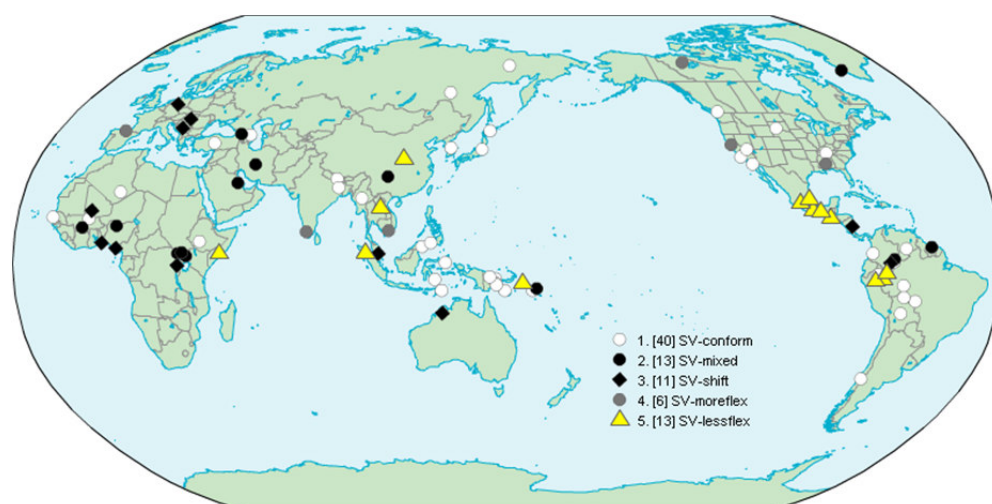 1. [40] SV-conform
2. [13] SV-mixed
3. [11] SV-shift
4. [6] SV-moreflex
5. [13] SV-lessflex